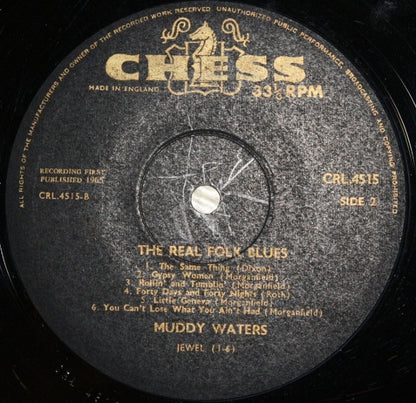 ALL RIGHTS OF THE MANUFACTURERS AND OWNER OF THE RECORDED WORK RESERVED. UNAUTHORIZED PUBLIC PERFORMANCE, BROADCASTING AND COPYING PROHIBITED
CHESS
MADE IN ENGLAND.
33⅓ RPM
RECORDING FIRST
PUBLISHED 1965
CRL.4515-B
CRL.4515
SIDE 2
THE REAL FOLK BLUES
1. The Same Thing (Dixon)
2. Gypsy Women (Morganfield)
3. Rollin' and Tumblin' (Morganfield)
4. Forty Days and Forty Nights (Roth)
5. Little Geneva (Morganfield)
6. You Can't Lose What You Ain't Had (Morganfield)
MUDDY WATERS
JEWEL (1-6)